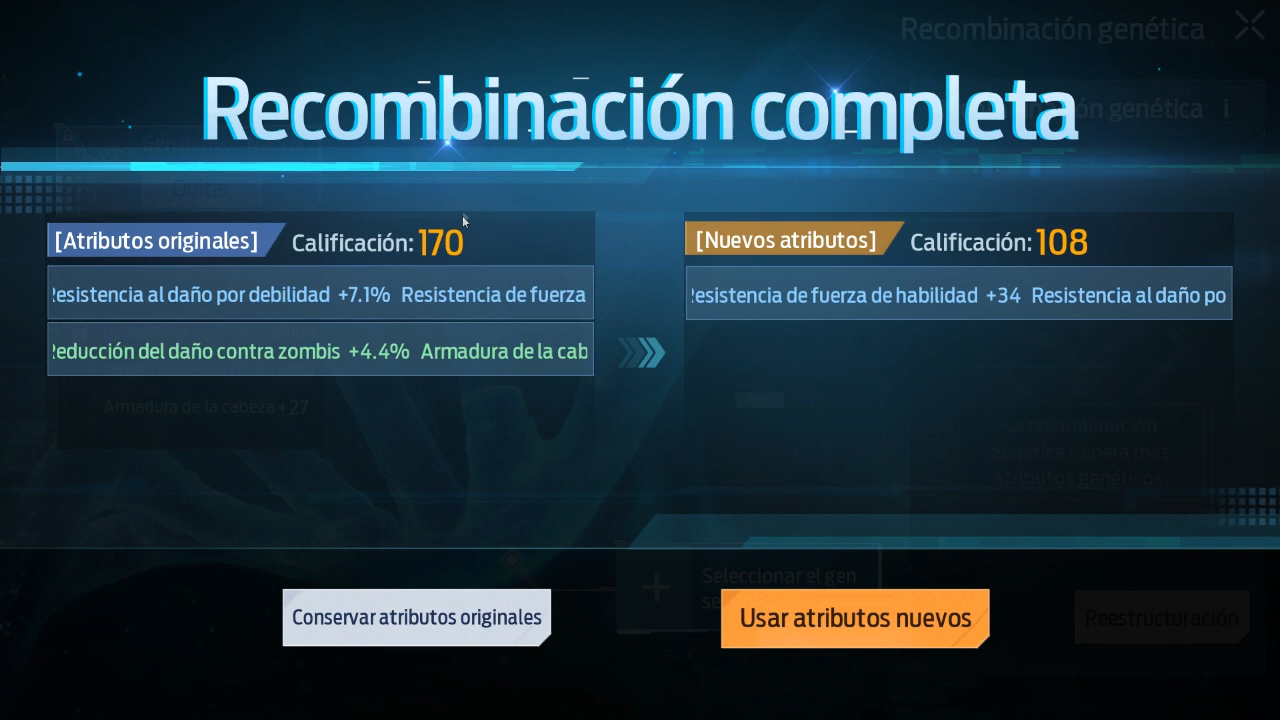 Recombinación genética
Recombinación completa
ón genética i
Quitar
[Atributos originales] Calificación: 170
esistencia al daño por debilidad +7.1% Resistencia de fuerza
educción del daño contra zombis +4.4% Armadura de la cab
Armadura de la cabeza+27
[Nuevos atributos] Calificación: 108
esistencia de fuerza de habilidad +34 Resistencia al daño po
La recombinación
genética genera más
atributos genéticos.
Seleccionar el gen
Conservar atributos originales
Usar atributos nuevos
Reestructuración